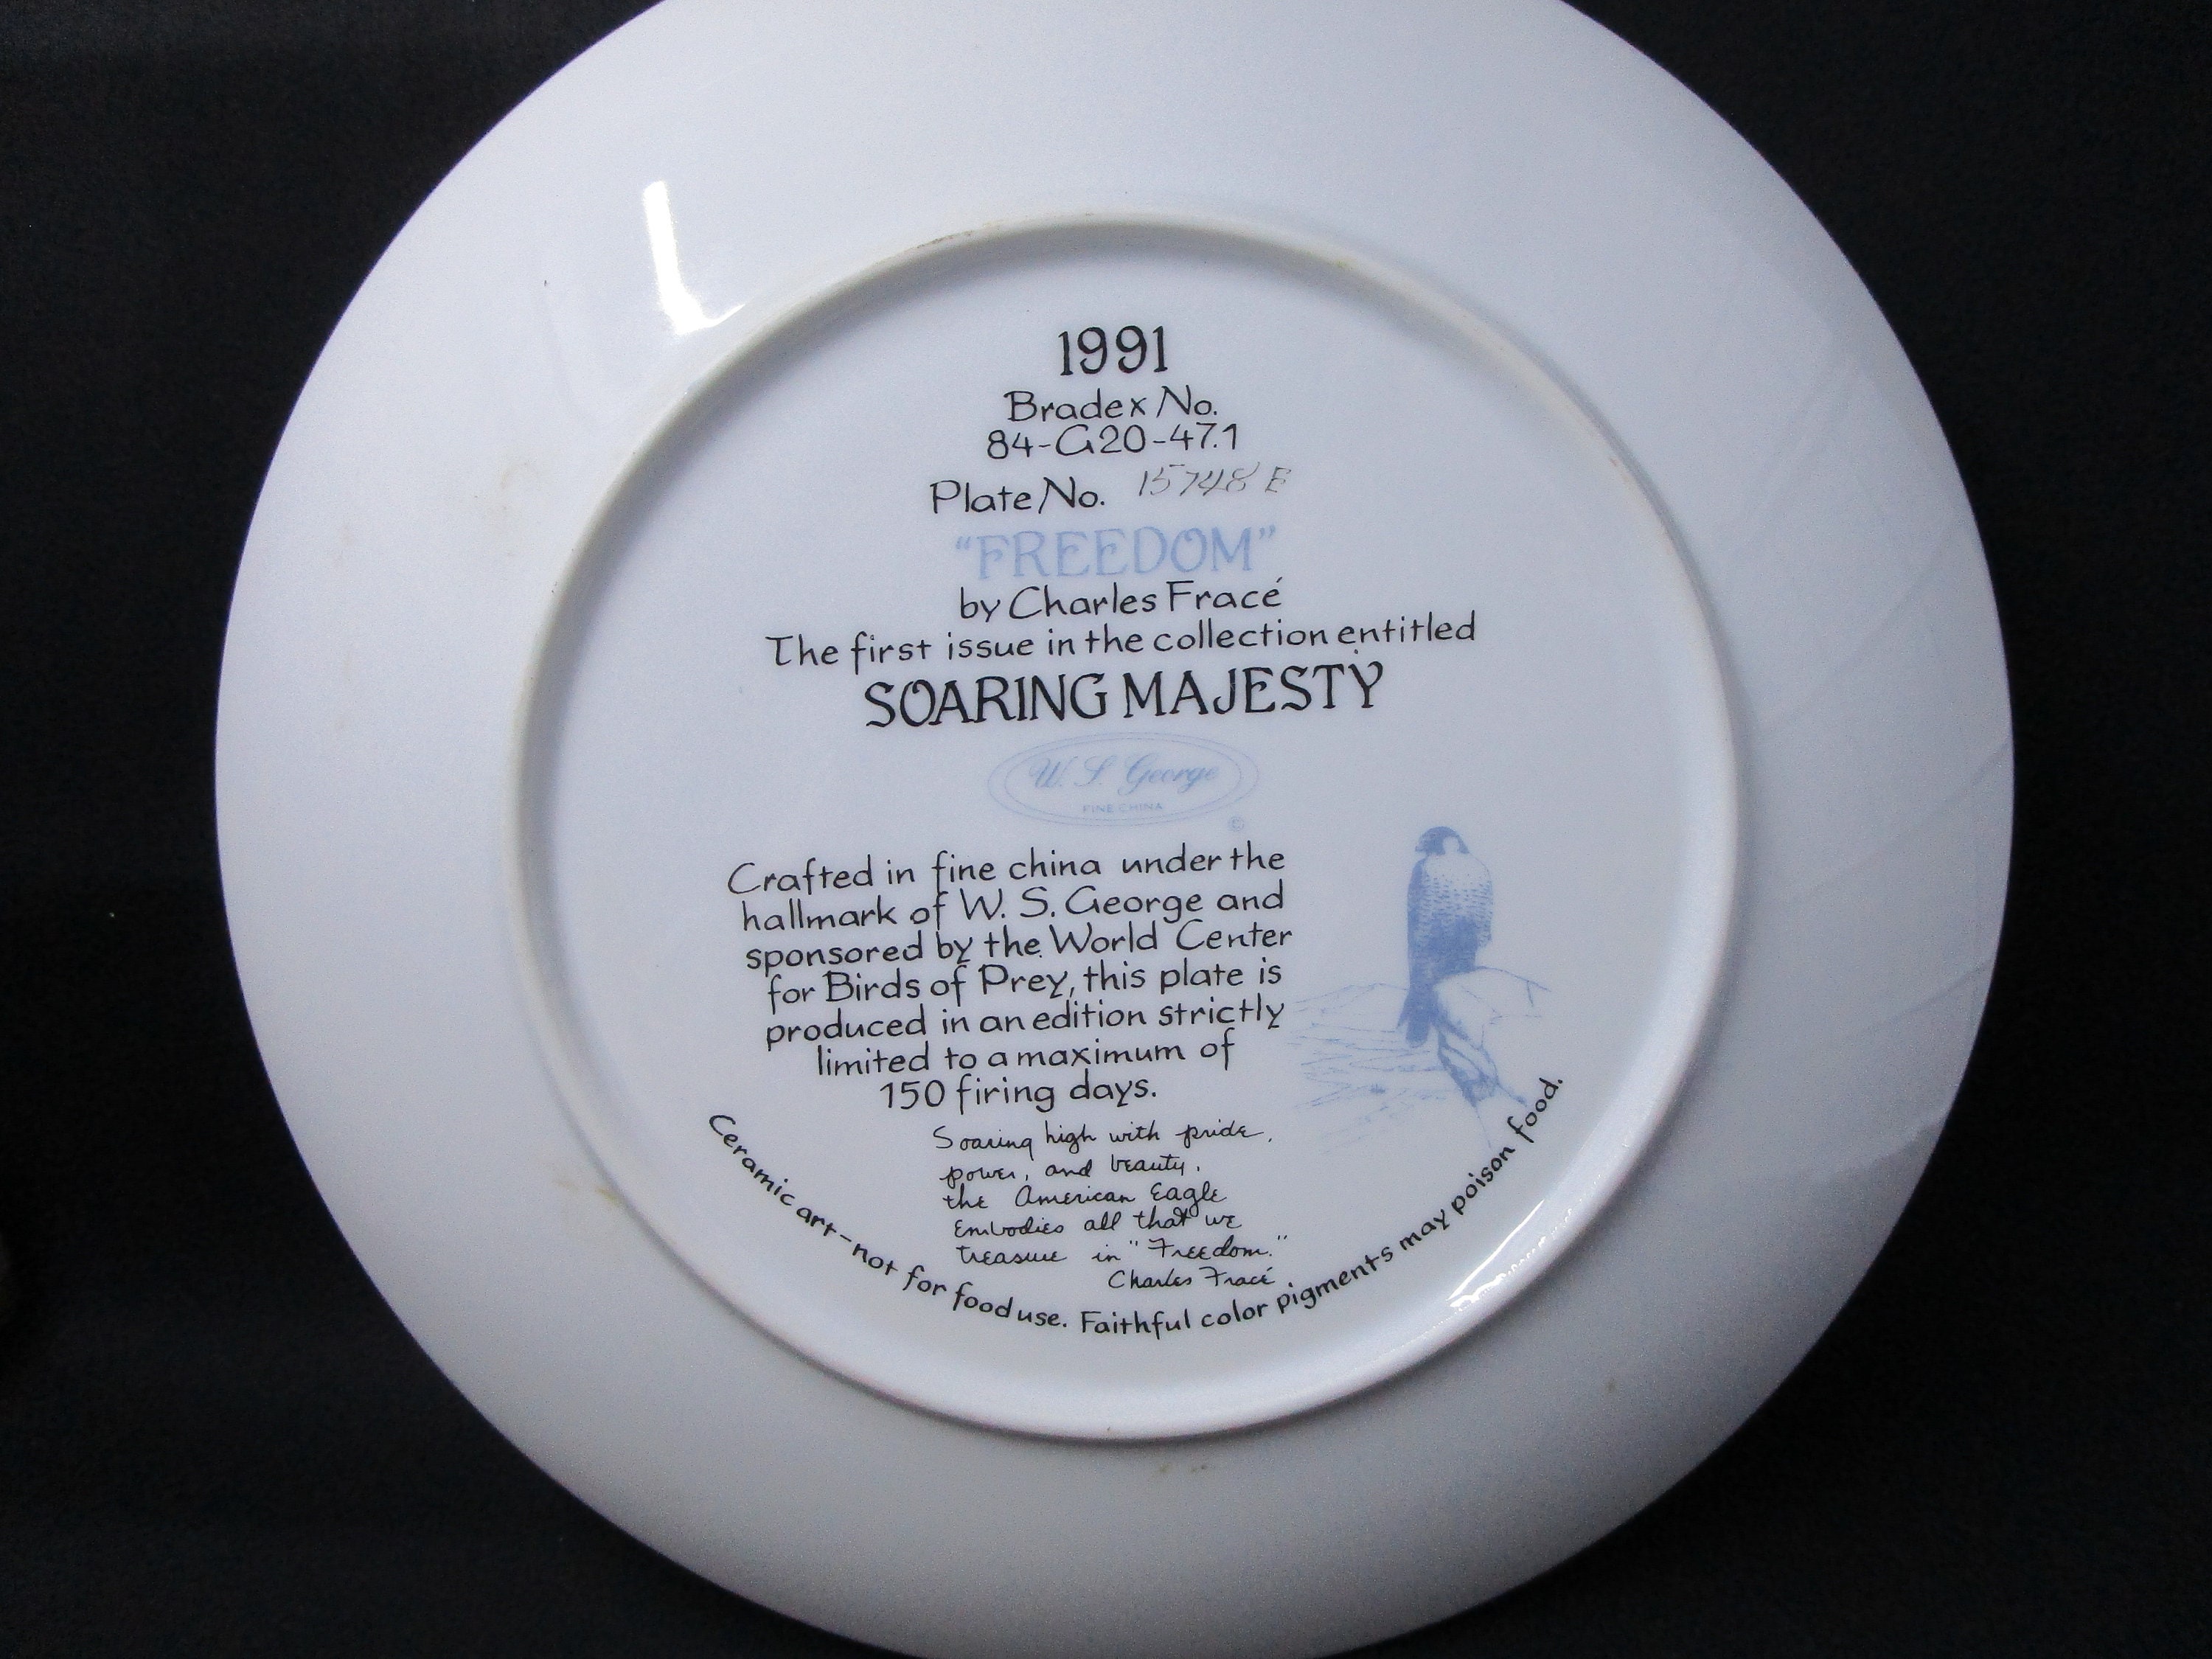 1991
Bradex No.
84-G20-47.1
Plate No. 15748 E
"FREEDOM"
by Charles Fracé
The first issue in the collection entitled
SOARING MAJESTY
W. S. George
FINE CHINA
©
Crafted in fine china under the
hallmark of W. S. George and
sponsored by the World Center
for Birds of Prey, this plate is
produced in an edition strictly
limited to a maximum of
150 firing days.
Soaring high with pride,
power, and beauty,
the American Eagle
Embodies all that we
treasure in "Freedom."
Charles Fracé
Ceramic art-not for food use. Faithful color pigments may poison food.